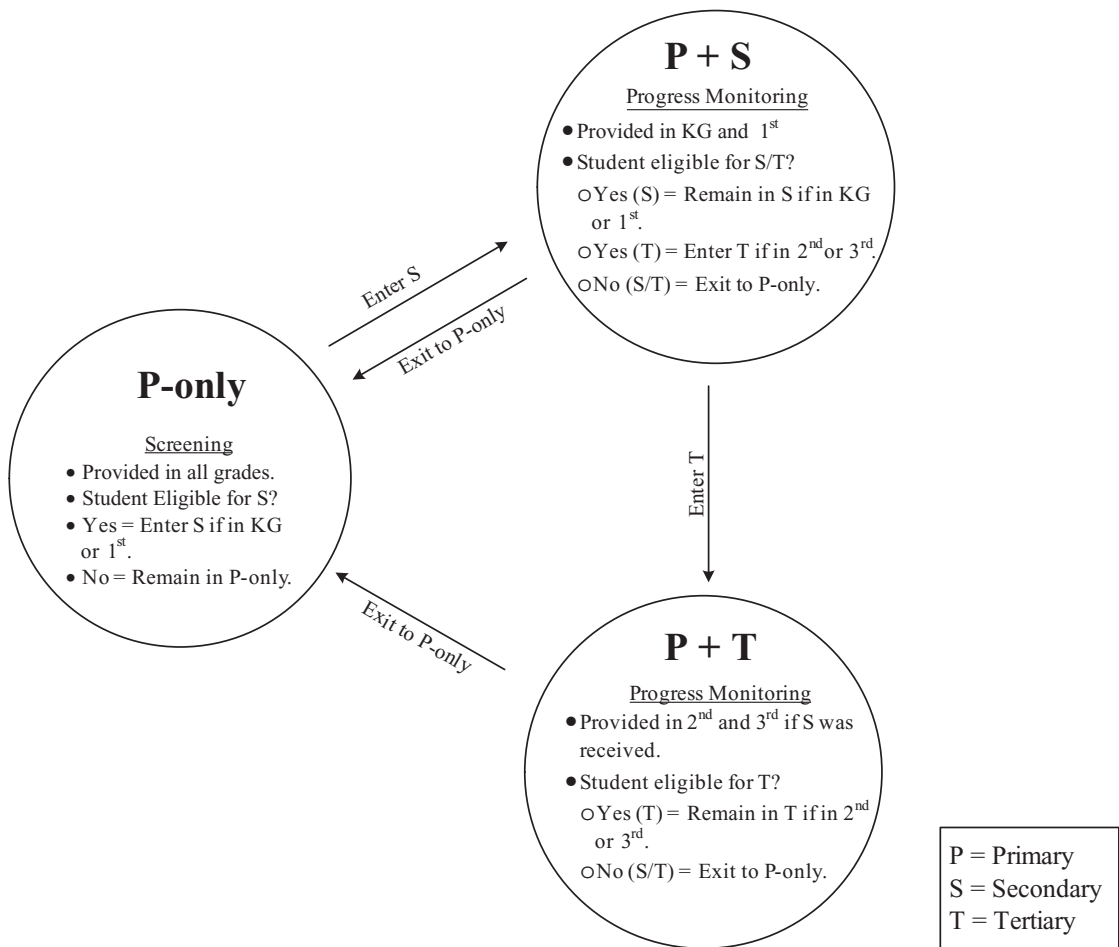 P + S
Progress Monitoring
● Provided in KG and 1st
● Student eligible for S/T?
○ Yes (S) = Remain in S if in KG
or 1st.
○ Yes (T) = Enter T if in 2nd or 3rd.
○ No (S/T) = Exit to P-only.
Enter S
Exit to P-only
P-only
Screening
● Provided in all grades.
● Student Eligible for S?
● Yes = Enter S if in KG
or 1st.
● No = Remain in P-only.
Enter T
Exit to P-only
P + T
Progress Monitoring
● Provided in 2nd and 3rd if S was
received.
● Student eligible for T?
○ Yes (T) = Remain in T if in 2nd
or 3rd.
○ No (S/T) = Exit to P-only.
P = Primary
S = Secondary
T = Tertiary